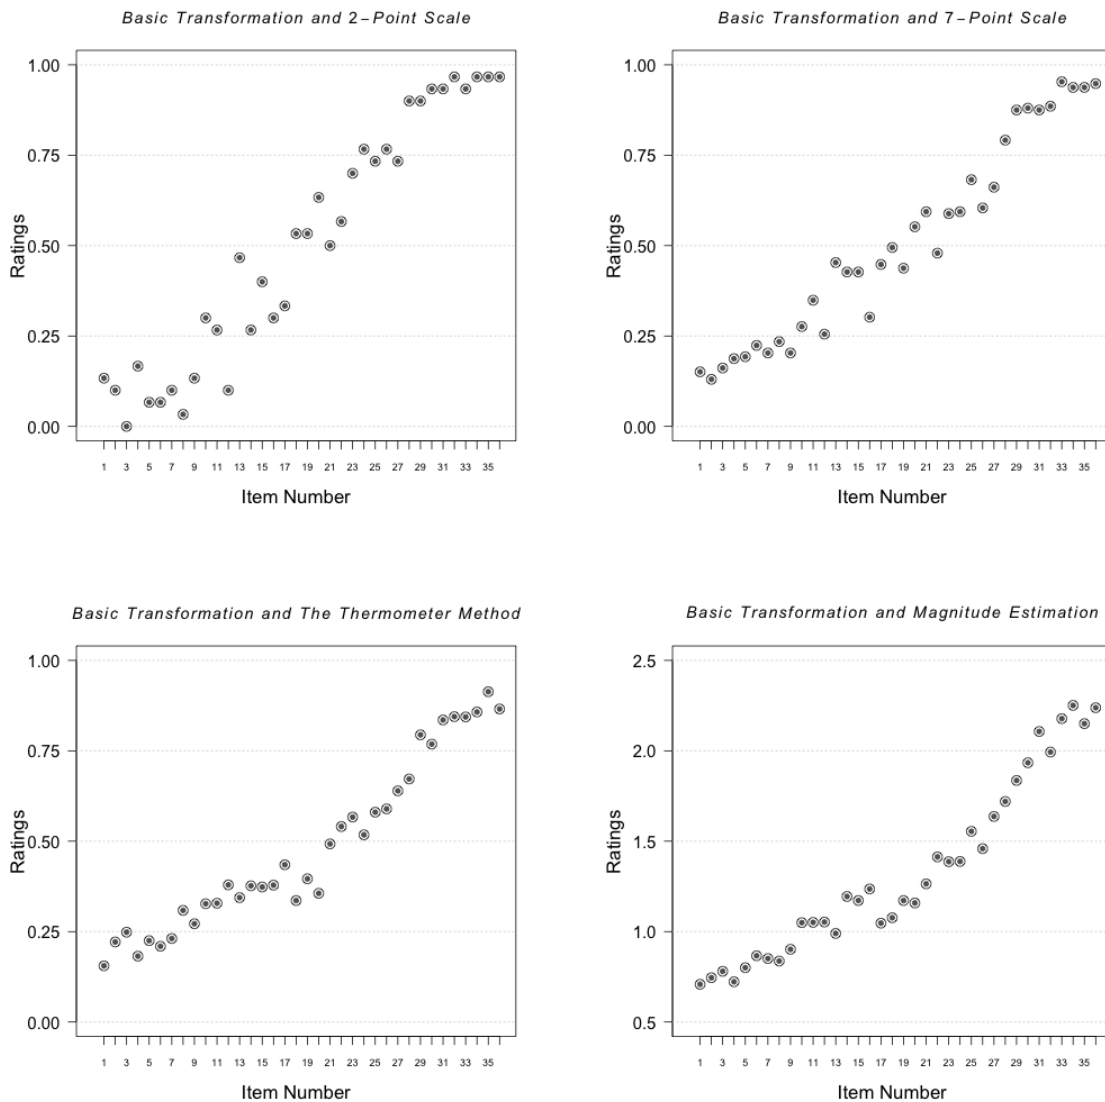 Basic Transformation and 2-Point Scale
Ratings
1.00
0.75
0.50
0.25
0.00
1 3 5 7 9 11 13 15 17 19 21 23 25 27 29 31 33 35
Item Number
Basic Transformation and 7-Point Scale
Ratings
1.00
0.75
0.50
0.25
0.00
1 3 5 7 9 11 13 15 17 19 21 23 25 27 29 31 33 35
Item Number
Basic Transformation and The Thermometer Method
Ratings
1.00
0.75
0.50
0.25
0.00
1 3 5 7 9 11 13 15 17 19 21 23 25 27 29 31 33 35
Item Number
Basic Transformation and Magnitude Estimation
Ratings
2.5
2.0
1.5
1.0
0.5
1 3 5 7 9 11 13 15 17 19 21 23 25 27 29 31 33 35
Item Number